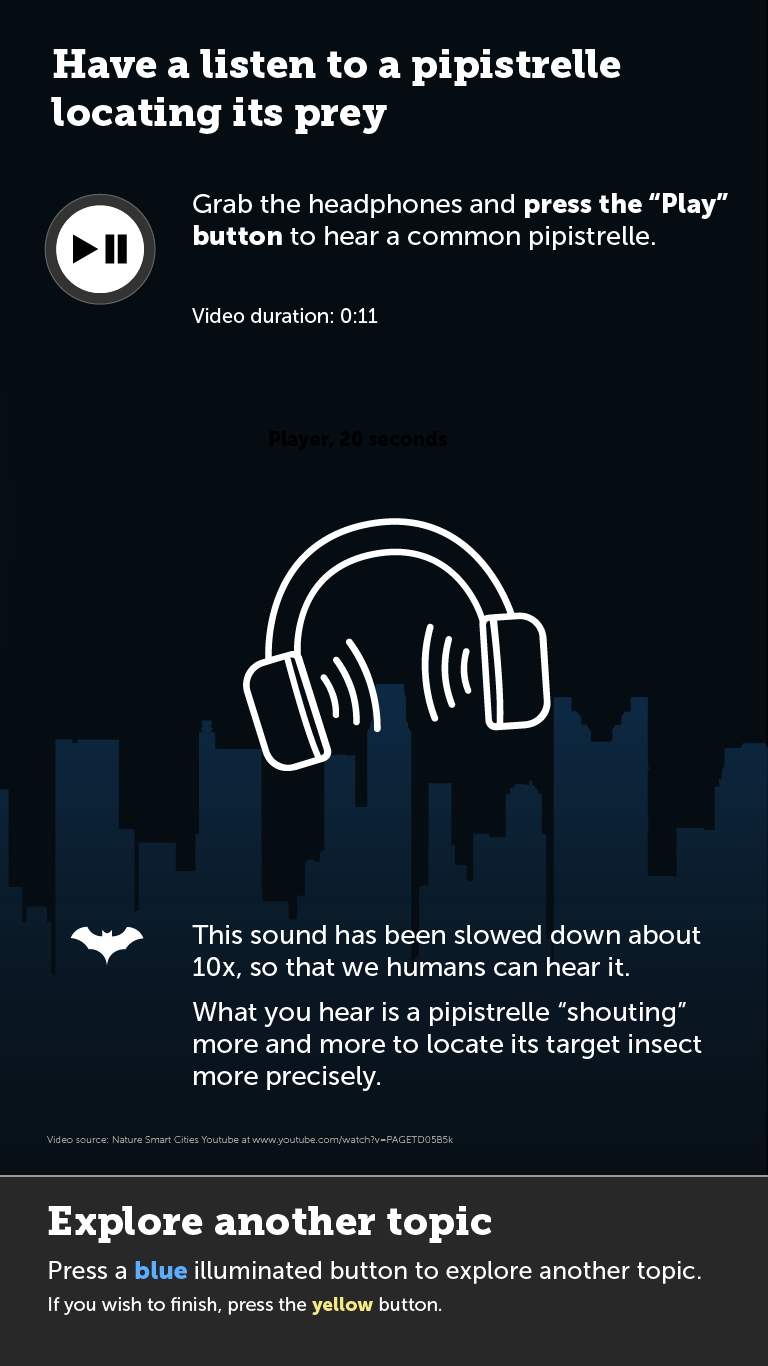 Have a listen to a pipistrelle
locating its prey
Grab the headphones and press the “Play”
button to hear a common pipistrelle.
Video duration: 0:11
Player, 20 seconds
This sound has been slowed down about
10x, so that we humans can hear it.
What you hear is a pipistrelle “shouting”
more and more to locate its target insect
more precisely.
Video source: Nature Smart Cities Youtube at www.youtube.com/watch?v=PAGETD05B5k
Explore another topic
Press a blue illuminated button to explore another topic.
If you wish to finish, press the yellow button.